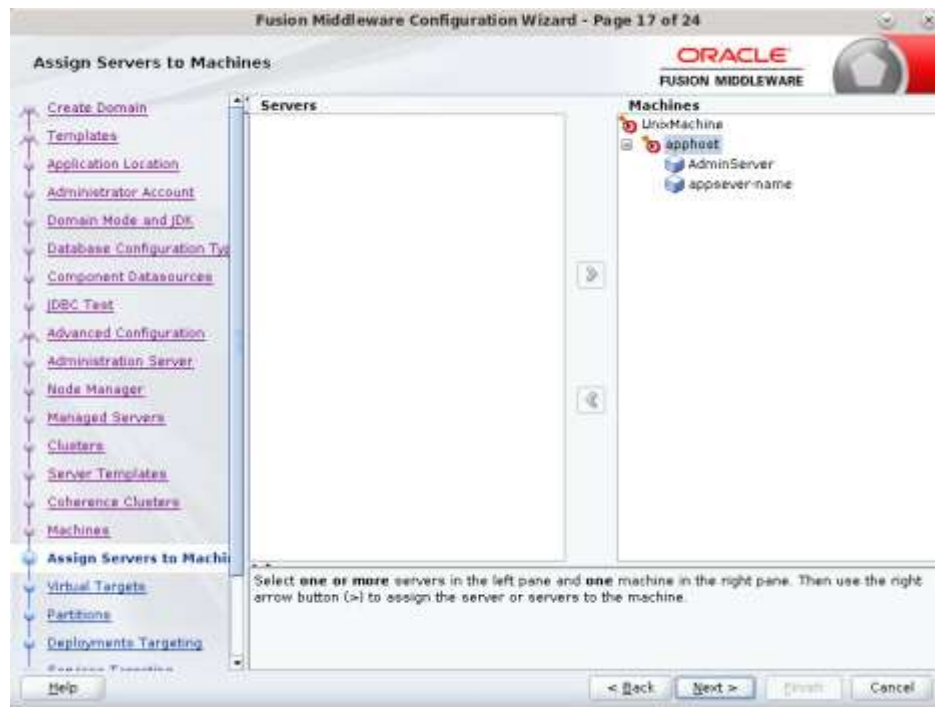 Fusion Middleware Configuration Wizard - Page 17 of 24
Assign Servers to Machines
ORACLE
FUSION MIDDLEWARE
Create Domain
Templates
Application Location
Administrator Account
Domain Mode and JDK
Database Configuration Typ
Component Datasources
JDBC Test
Advanced Configuration
Administration Server
Node Manager
Managed Servers
Clusters
Server Templates
Coherence Clusters
Machines
Assign Servers to Machi
Virtual Targets
Partitions
Deployments Targeting
Servers
Machines
UnixMachine
apphost
AdminServer
appsever-name
Select one or more servers in the left pane and one machine in the right pane. Then use the right
arrow button (>) to assign the server or servers to the machine.
Help
< Back
Next >
Finish
Cancel